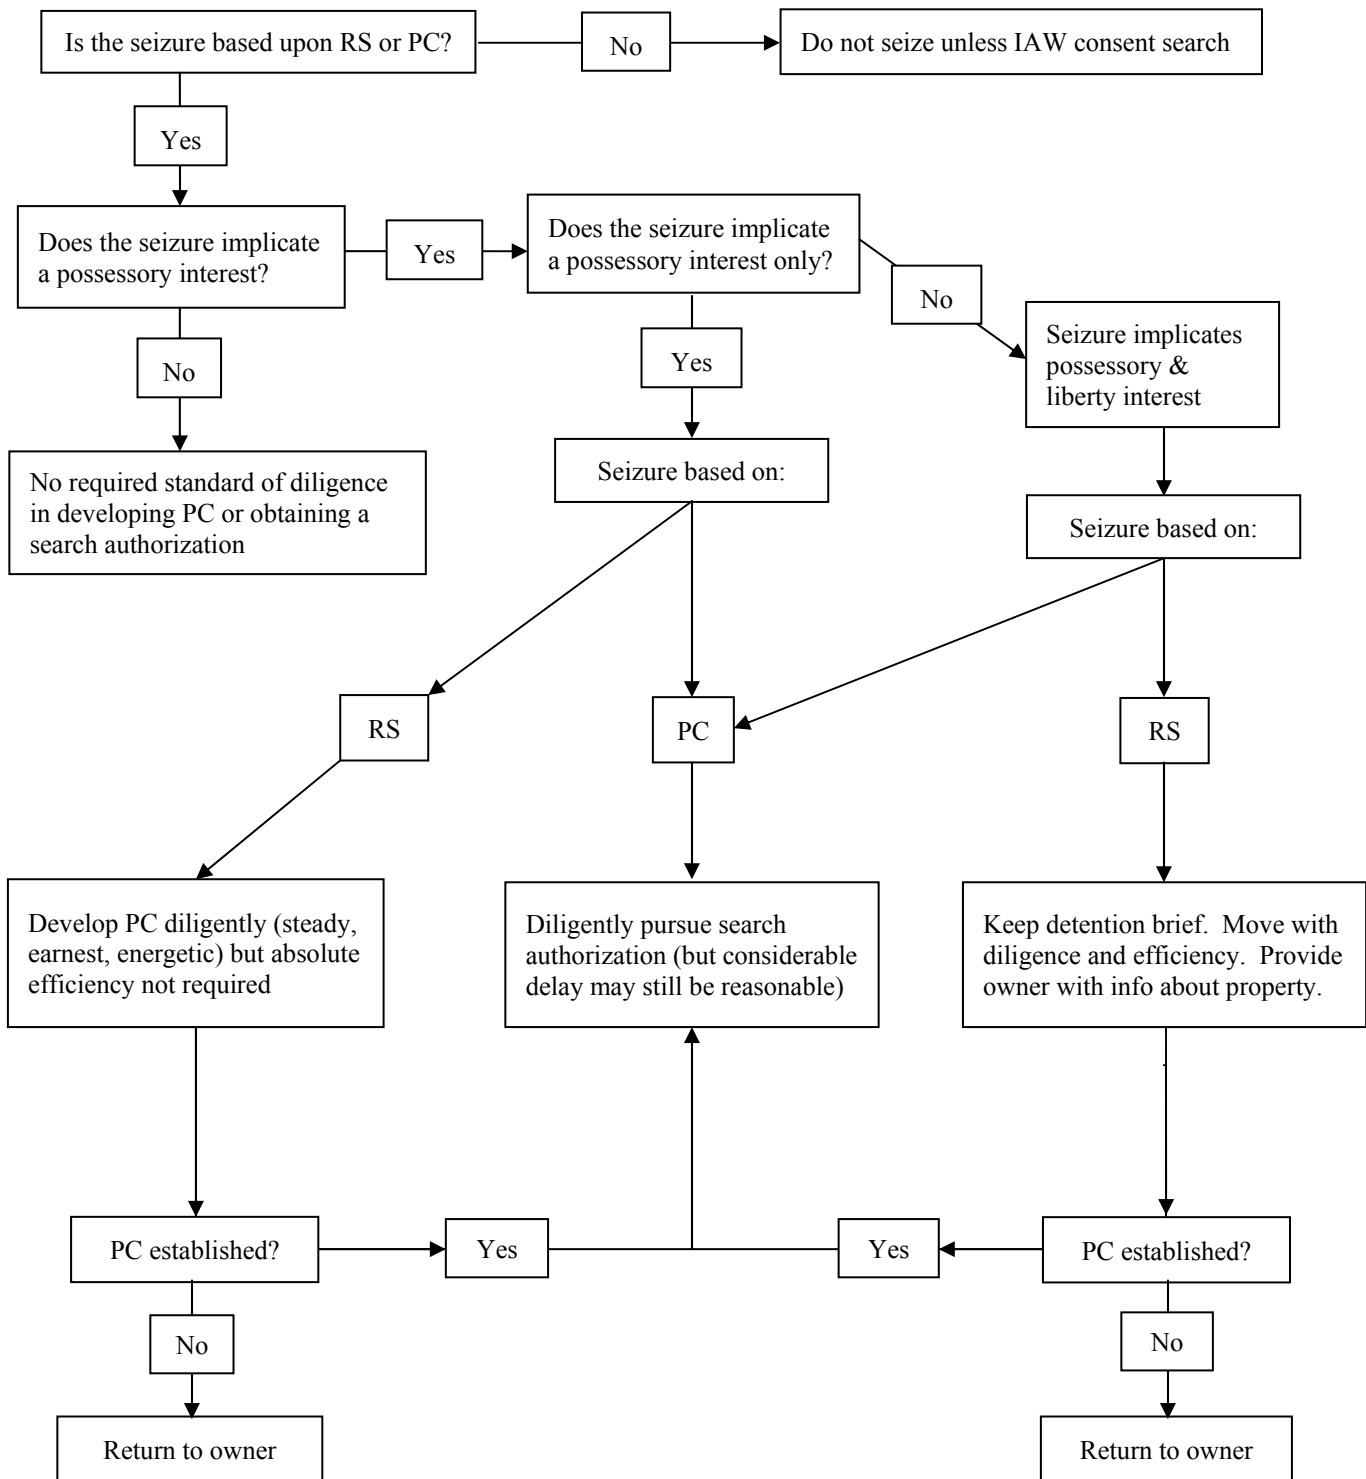 Is the seizure based upon RS or PC?
No
Do not seize unless IAW consent search
Yes
Does the seizure implicate
a possessory interest?
Yes
Does the seizure implicate
a possessory interest only?
No
Seizure implicates
possessory &
liberty interest
No
Yes
No required standard of diligence
in developing PC or obtaining a
search authorization
Seizure based on:
Seizure based on:
RS
PC
RS
Develop PC diligently (steady,
earnest, energetic) but absolute
efficiency not required
Diligently pursue search
authorization (but considerable
delay may still be reasonable)
Keep detention brief.  Move with
diligence and efficiency.  Provide
owner with info about property.
PC established?
Yes
Yes
PC established?
No
No
Return to owner
Return to owner